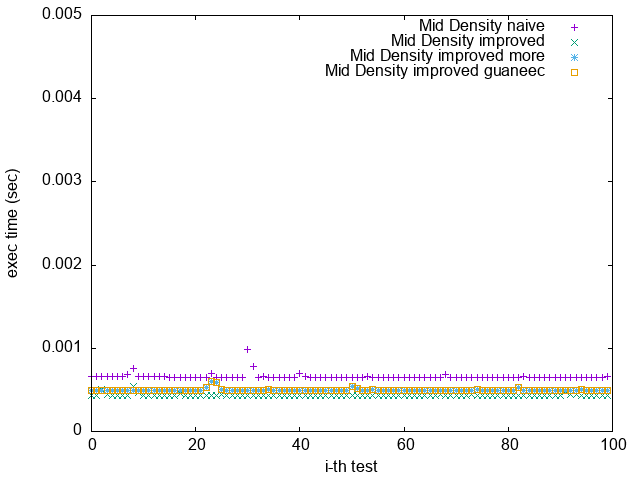 0.005
0.004
0.003
0.002
0.001
0
exec time (sec)
Mid Density naive
Mid Density improved
Mid Density improved more
Mid Density improved guaneec
0 20 40 60 80 100
i-th test